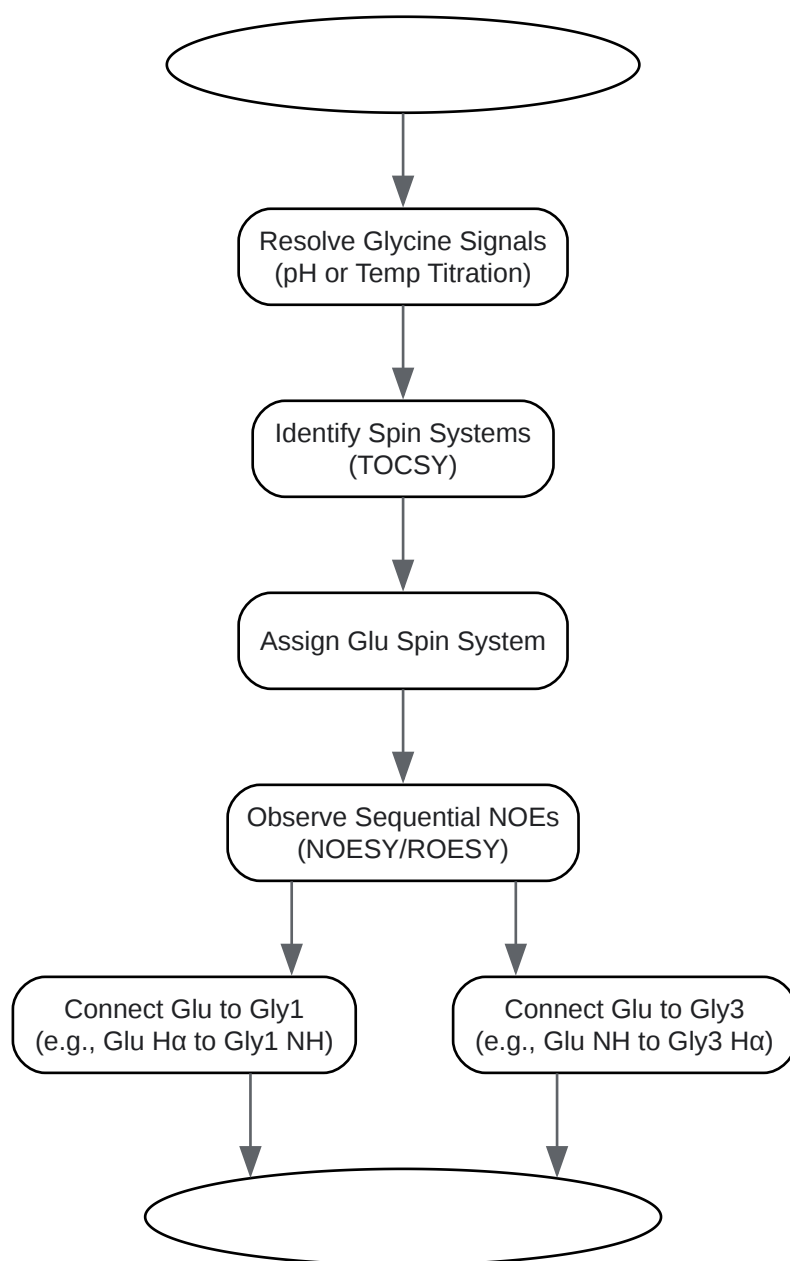 Resolve Glycine Signals
(pH or Temp Titration)
Identify Spin Systems
(TOCSY)
Assign Glu Spin System
Observe Sequential NOEs
(NOESY/ROESY)
Connect Glu to Gly1
(e.g., Glu Hα to Gly1 NH)
Connect Glu to Gly3
(e.g., Glu NH to Gly3 Hα)